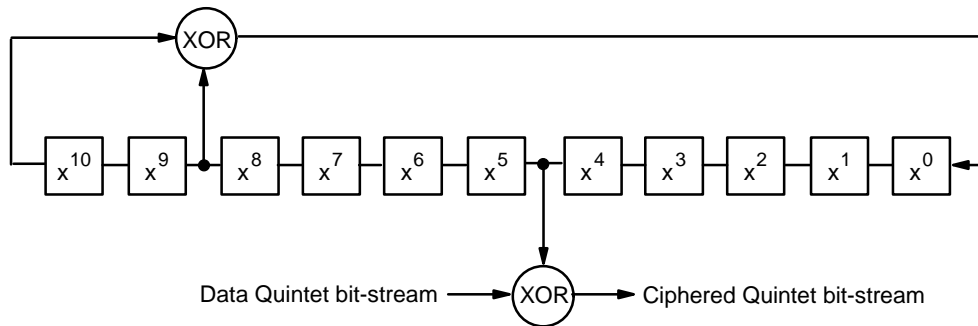 XOR
x¹⁰ x⁹ x⁸ x⁷ x⁶ x⁵ x⁴ x³ x² x¹ x⁰
Data Quintet bit-stream XOR Ciphered Quintet bit-stream